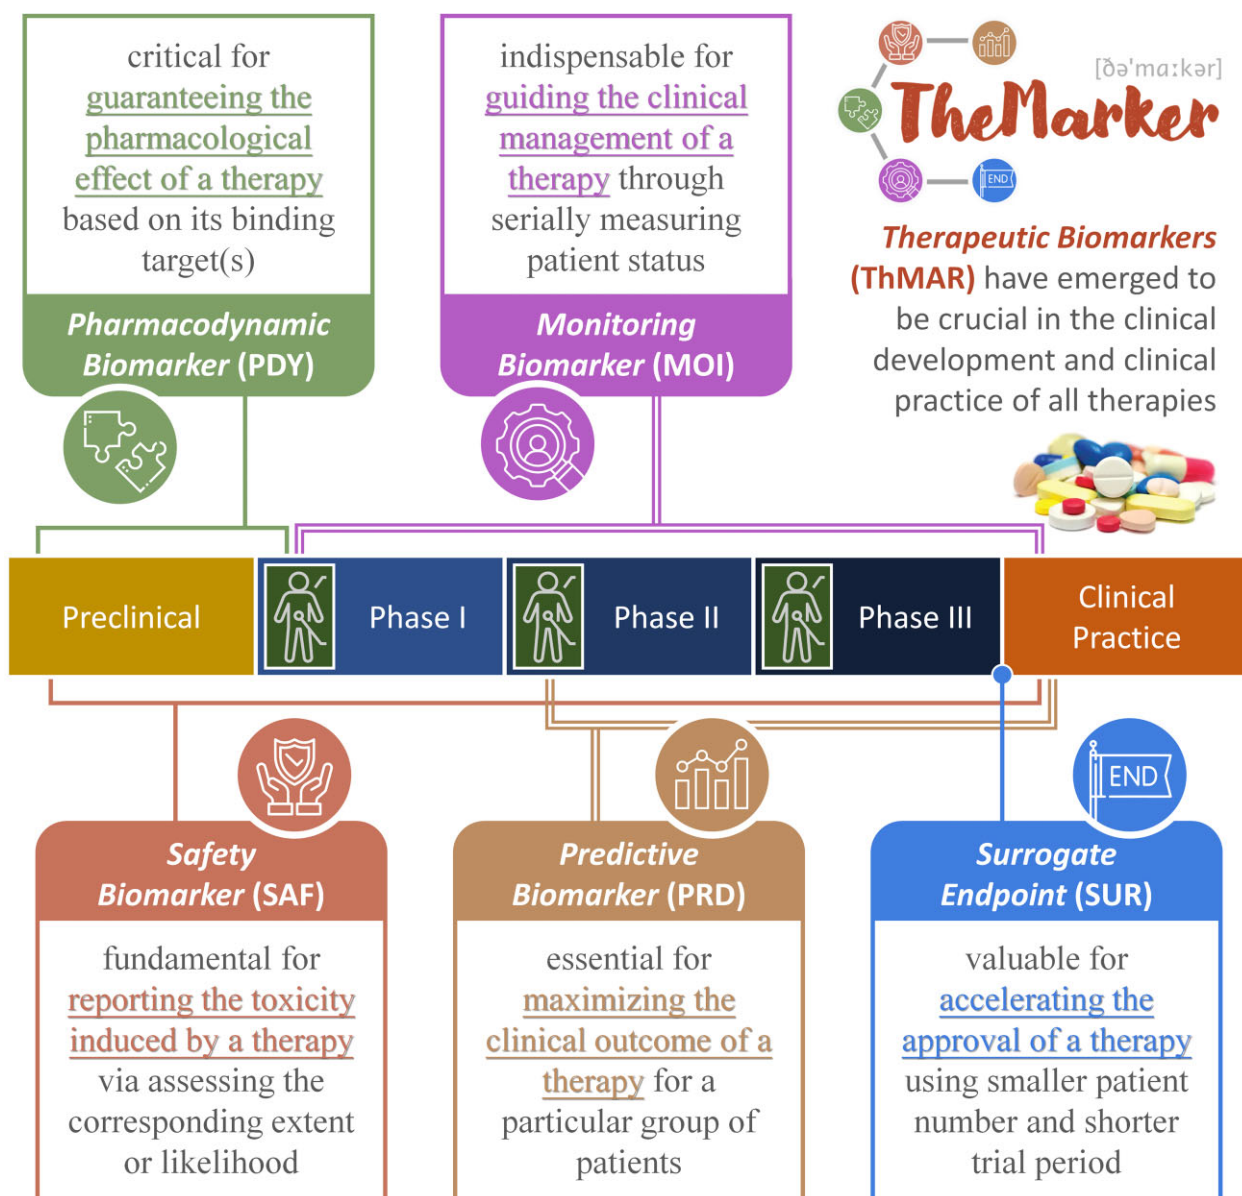 critical for
guaranteeing the
pharmacological
effect of a therapy
based on its binding
target(s)
Pharmacodynamic
Biomarker (PDY)
indispensable for
guiding the clinical
management of a
therapy through
serially measuring
patient status
Monitoring
Biomarker (MOI)
[ðə'mɑːkər]
TheMarker
END
Therapeutic Biomarkers
(ThMAR) have emerged to
be crucial in the clinical
development and clinical
practice of all therapies
Preclinical
Phase I
Phase II
Phase III
Clinical
Practice
Safety
Biomarker (SAF)
fundamental for
reporting the toxicity
induced by a therapy
via assessing the
corresponding extent
or likelihood
Predictive
Biomarker (PRD)
essential for
maximizing the
clinical outcome of a
therapy for a
particular group of
patients
END
Surrogate
Endpoint (SUR)
valuable for
accelerating the
approval of a therapy
using smaller patient
number and shorter
trial period